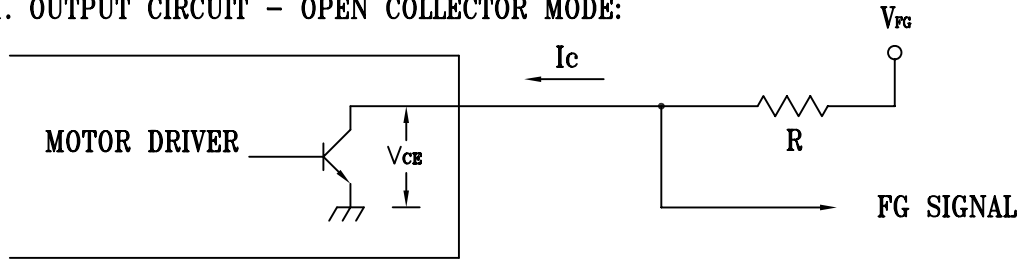 . OUTPUT CIRCUIT – OPEN COLLECTOR MODE:
VFG
Ic
MOTOR DRIVER
VCE
R
FG SIGNAL